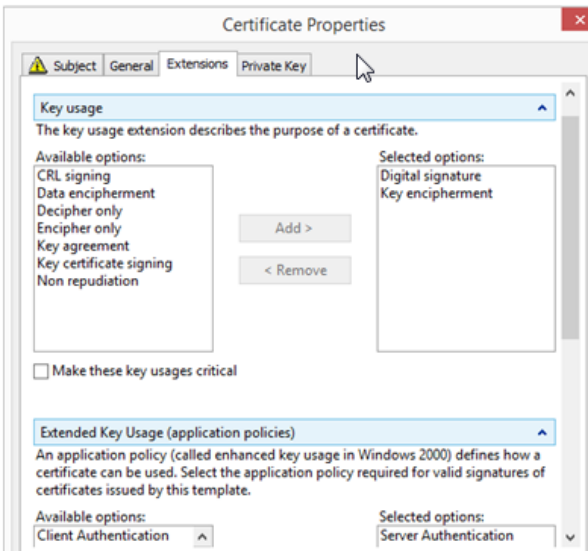 Certificate Properties
Subject General Extensions Private Key
Key usage
The key usage extension describes the purpose of a certificate.
Available options:
CRL signing
Data encipherment
Decipher only
Encipher only
Key agreement
Key certificate signing
Non repudiation
Add >
< Remove
Selected options:
Digital signature
Key encipherment
Make these key usages critical
Extended Key Usage (application policies)
An application policy (called enhanced key usage in Windows 2000) defines how a
certificate can be used. Select the application policy required for valid signatures of
certificates issued by this template.
Available options:
Client Authentication
Selected options:
Server Authentication